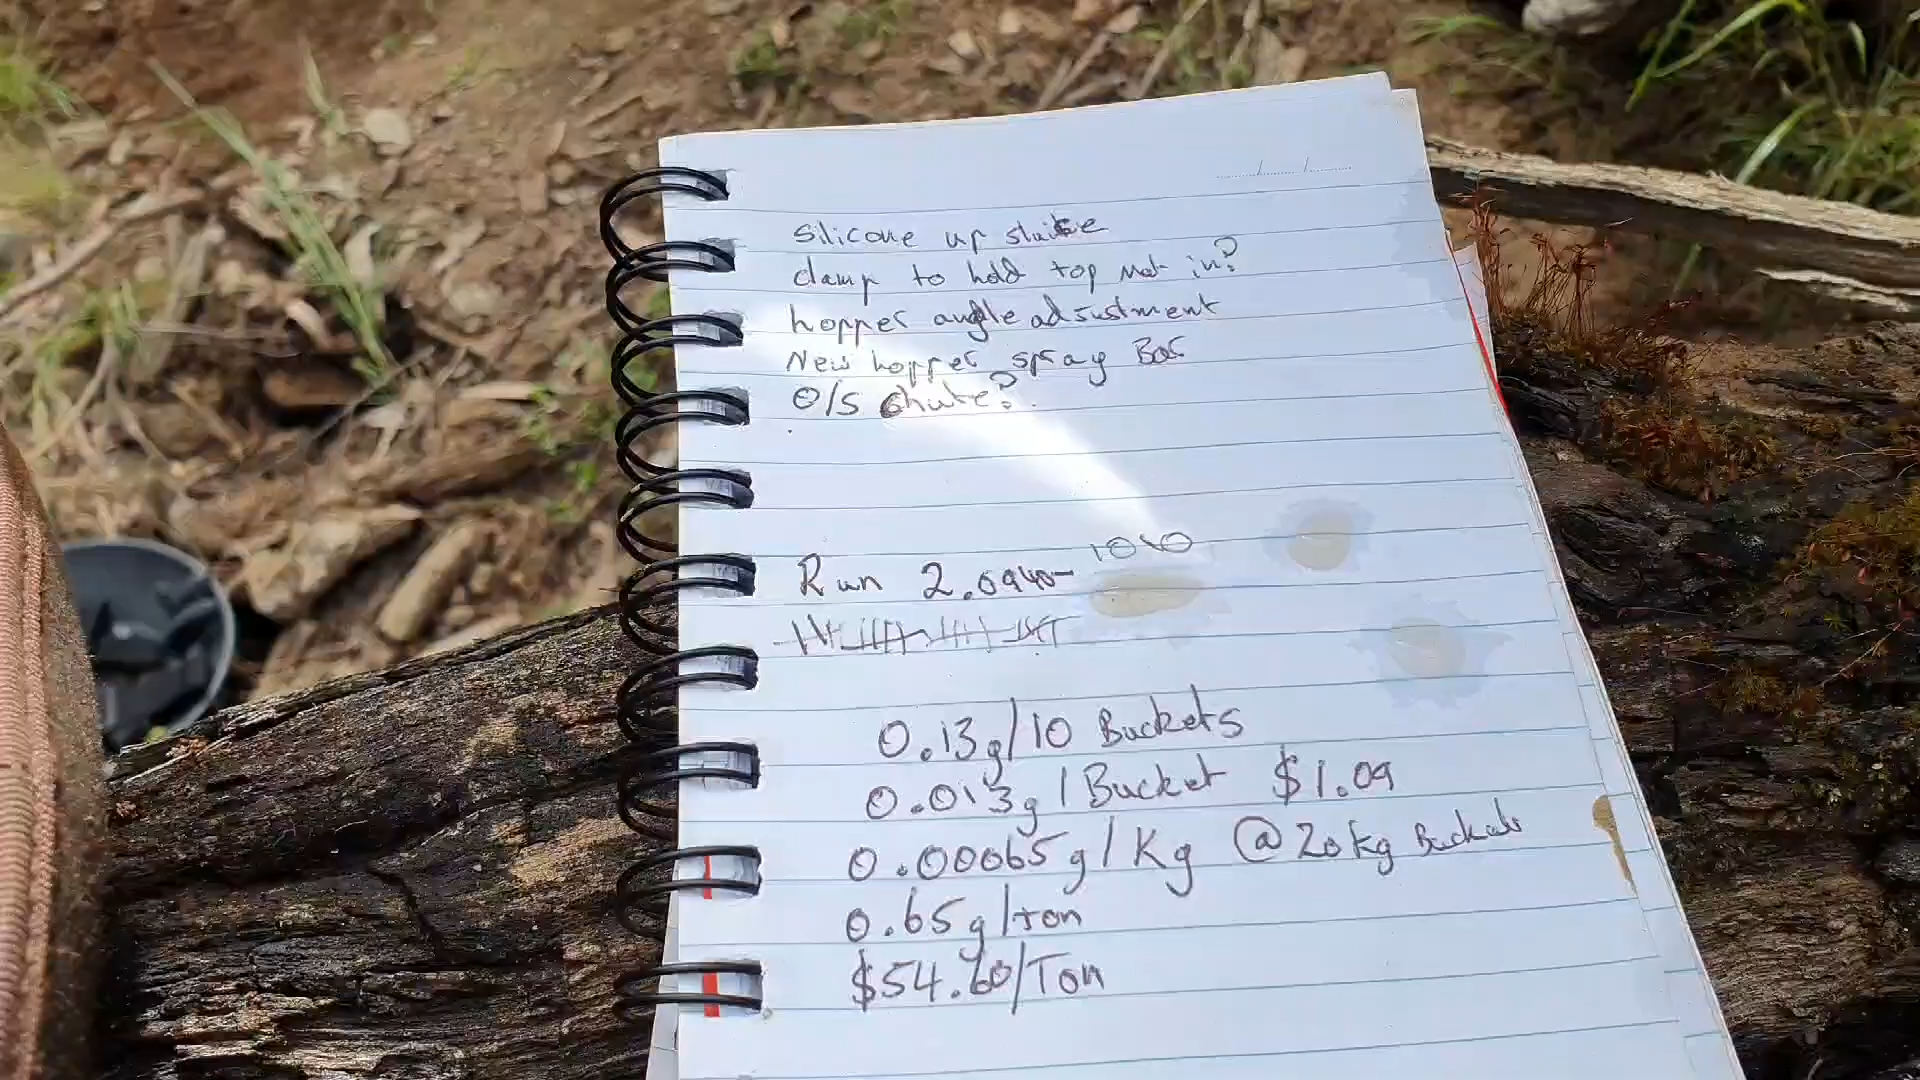 silicone up sluice
clamp to hold top mat in?
hopper angle adjustment
New hopper spray Bar
O/S chute?
Run 2. 0940- 1010
0.13g/10 Buckets
0.013g/Bucket $1.09
0.00065g/Kg @ 20kg Buckets
0.65g/ton
$54.60/Ton